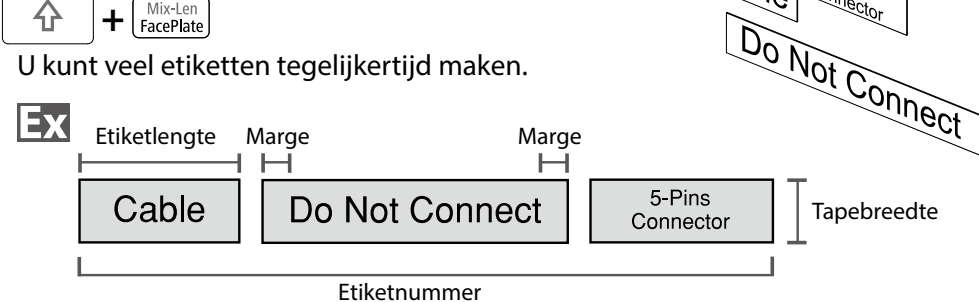 + Mix-Len
FacePlate
U kunt veel etiketten tegelijkertijd maken.
Connector
Do Not Connect
Ex
Etiketlengte Marge Marge
Cable Do Not Connect 5-Pins
Connector
Tapebreedte
Etiketnummer